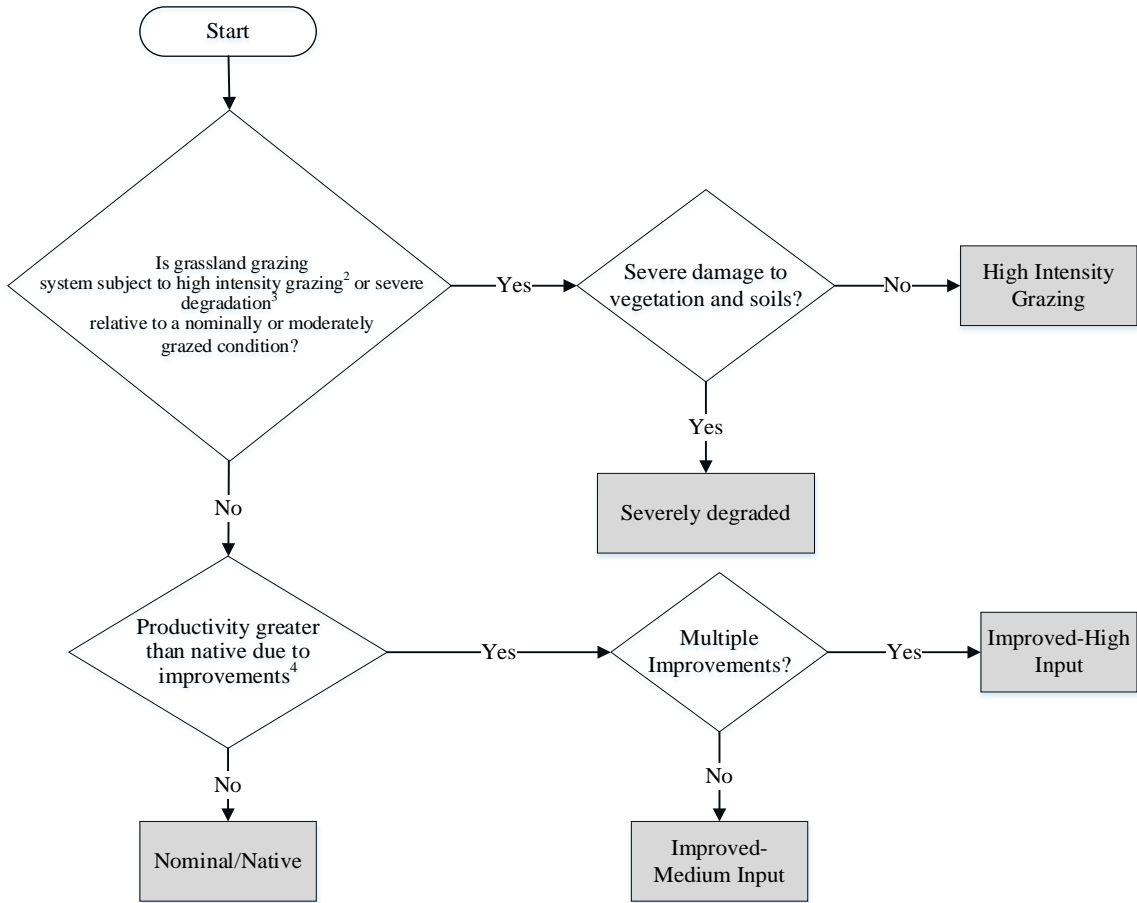 Start
Is grassland grazing
system subject to high intensity grazing2 or severe
degradation3
relative to a nominally or moderately
grazed condition?
Yes
Severe damage to
vegetation and soils?
No
High Intensity
Grazing
Yes
Severely degraded
No
Productivity greater
than native due to
improvements4
Yes
Multiple
Improvements?
Yes
Improved-High
Input
No
Nominal/Native
No
Improved-
Medium Input